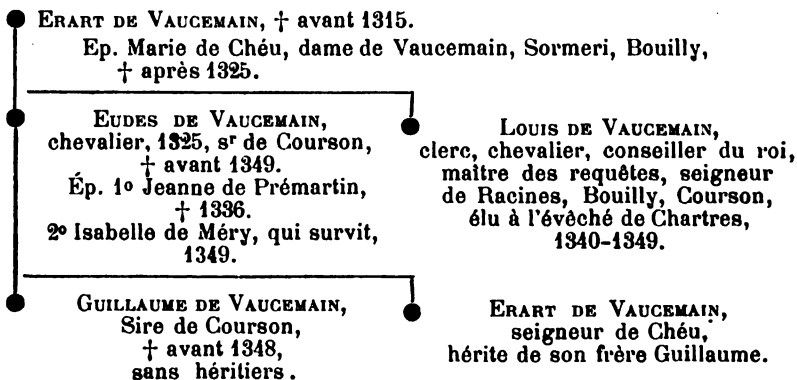 ERART DE VAUCEMAIN, † avant 1315.
Ep. Marie de Chéu, dame de Vaucemain, Sormeri, Bouilly,
† après 1325.
EUDES DE VAUCEMAIN,
chevalier, 1325, sr de Courson,
† avant 1349.
Ép. 1o Jeanne de Prémartin,
† 1336.
2o Isabelle de Méry, qui survit,
1349.
LOUIS DE VAUCEMAIN,
clerc, chevalier, conseiller du roi,
maître des requêtes, seigneur
de Racines, Bouilly, Courson,
élu à l'évêché de Chartres,
1340-1349.
GUILLAUME DE VAUCEMAIN,
Sire de Courson,
† avant 1348,
sans héritiers.
ERART DE VAUCEMAIN,
seigneur de Chéu,
hérite de son frère Guillaume.